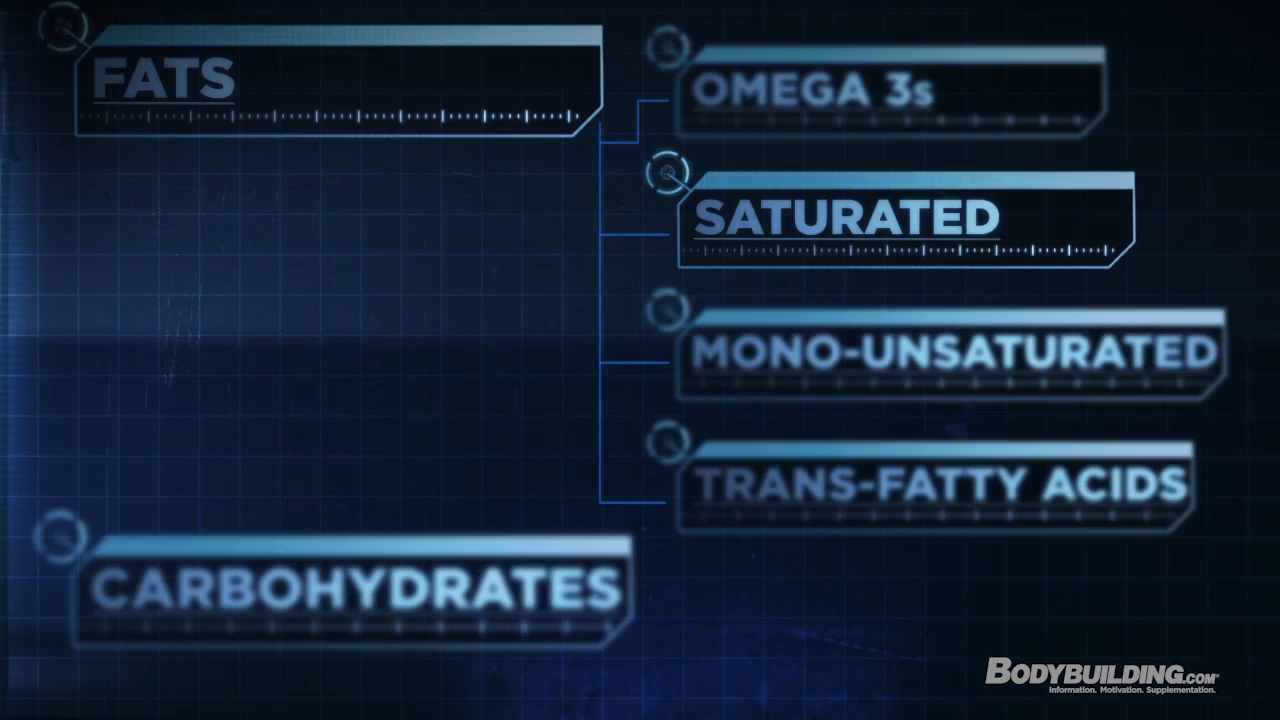 FATS
OMEGA 3s
SATURATED
MONO-UNSATURATED
TRANS-FATTY ACIDS
CARBOHYDRATES
BODYBUILDING.COM®
Information. Motivation. Supplementation.